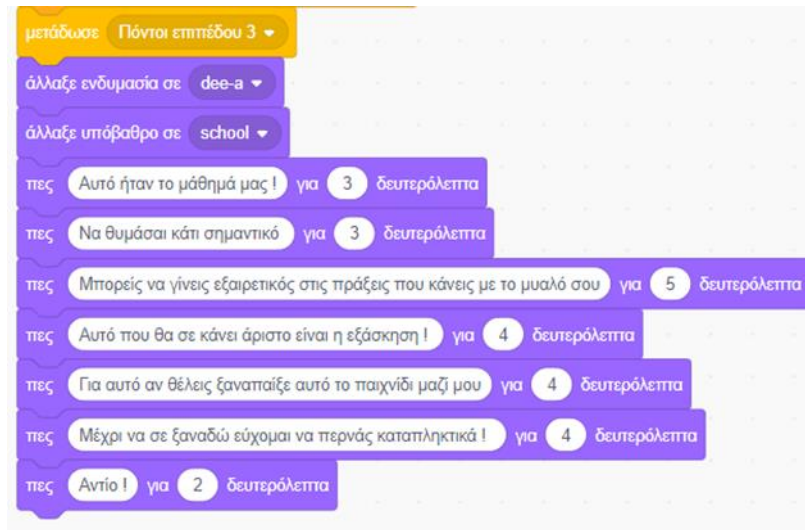 μετάδωσε Πόντοι επιπέδου 3
άλλαξε ενδυμασία σε dee-a
άλλαξε υπόβαθρο σε school
πες Αυτό ήταν το μάθημά μας ! για 3 δευτερόλεπτα
πες Να θυμάσαι κάτι σημαντικό για 3 δευτερόλεπτα
πες Μπορείς να γίνεις εξαιρετικός στις πράξεις που κάνεις με το μυαλό σου για 5 δευτερόλεπτα
πες Αυτό που θα σε κάνει άριστο είναι η εξάσκηση ! για 4 δευτερόλεπτα
πες Για αυτό αν θέλεις ξαναπαίξε αυτό το παιχνίδι μαζί μου για 4 δευτερόλεπτα
πες Μέχρι να σε ξαναδώ εύχομαι να περνάς καταπληκτικά ! για 4 δευτερόλεπτα
πες Αντίο ! για 2 δευτερόλεπτα